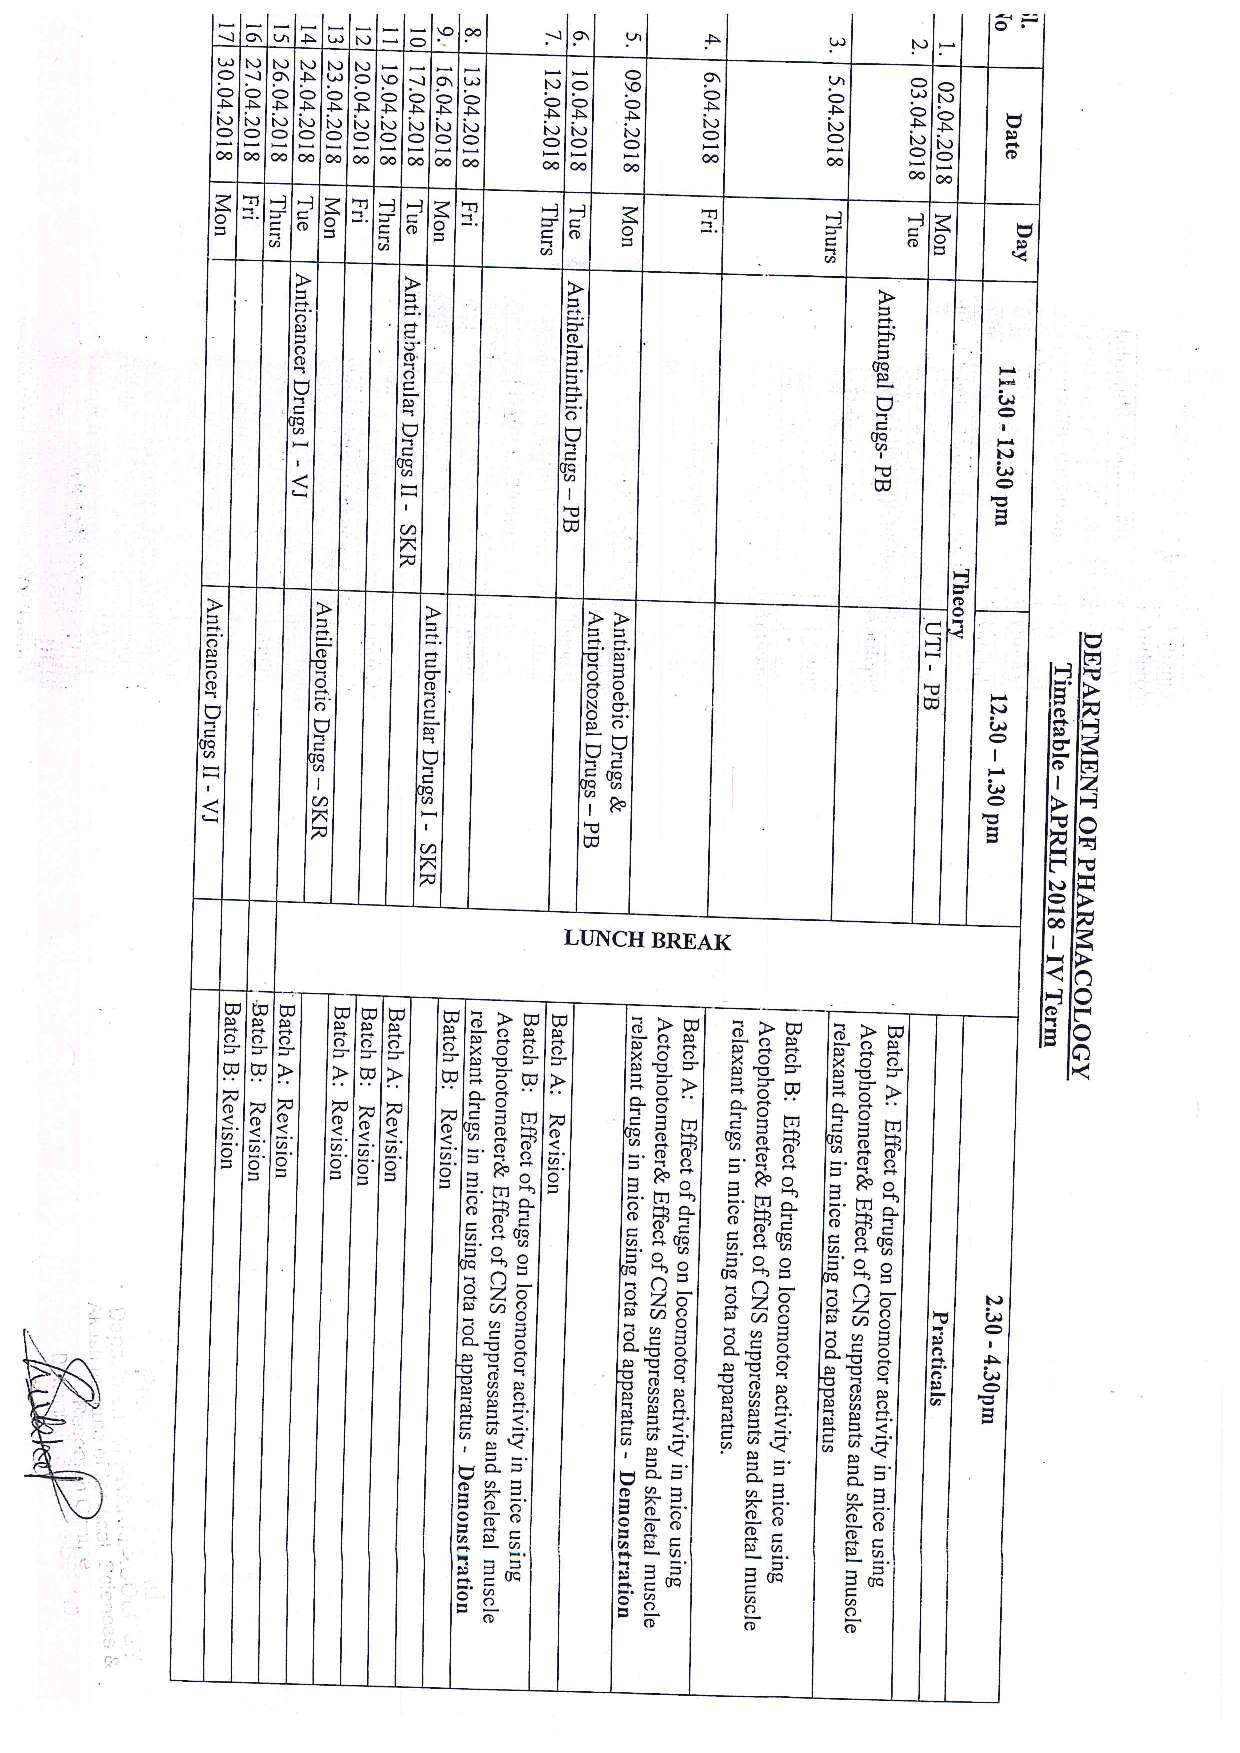 DEPARTMENT OF PHARMACOLOGY
Timetable – APRIL 2018 – IV Term
No Date Day 11.30 - 12.30 pm 12.30 – 1.30 pm 2.30 - 4.30pm
Theory Practicals
1. 02.04.2018 Mon UTI - PB
2. 03.04.2018 Tue Antifungal Drugs- PB
3. 5.04.2018 Thurs Batch A: Effect of drugs on locomotor activity in mice using
Actophotometer& Effect of CNS suppressants and skeletal muscle
relaxant drugs in mice using rota rod apparatus
4. 6.04.2018 Fri Batch B: Effect of drugs on locomotor activity in mice using
Actophotometer& Effect of CNS suppressants and skeletal muscle
relaxant drugs in mice using rota rod apparatus.
5. 09.04.2018 Mon Antiamoebic Drugs &
Antiprotozoal Drugs – PB
Batch A: Effect of drugs on locomotor activity in mice using
Actophotometer& Effect of CNS suppressants and skeletal muscle
relaxant drugs in mice using rota rod apparatus - Demonstration
6. 10.04.2018 Tue Antihelminthic Drugs – PB
7. 12.04.2018 Thurs Batch A: Revision
8. 13.04.2018 Fri Batch B: Effect of drugs on locomotor activity in mice using
Actophotometer& Effect of CNS suppressants and skeletal muscle
relaxant drugs in mice using rota rod apparatus - Demonstration
9. 16.04.2018 Mon Anti tubercular Drugs I - SKR Batch B: Revision
10 17.04.2018 Tue Anti tubercular Drugs II - SKR
11 19.04.2018 Thurs Batch A: Revision
12 20.04.2018 Fri Batch B: Revision
13 23.04.2018 Mon Antileprotic Drugs – SKR Batch A: Revision
14 24.04.2018 Tue Anticancer Drugs I - VJ
15 26.04.2018 Thurs Batch A: Revision
16 27.04.2018 Fri Batch B: Revision
17 30.04.2018 Mon Anticancer Drugs II - VJ Batch B: Revision
LUNCH BREAK